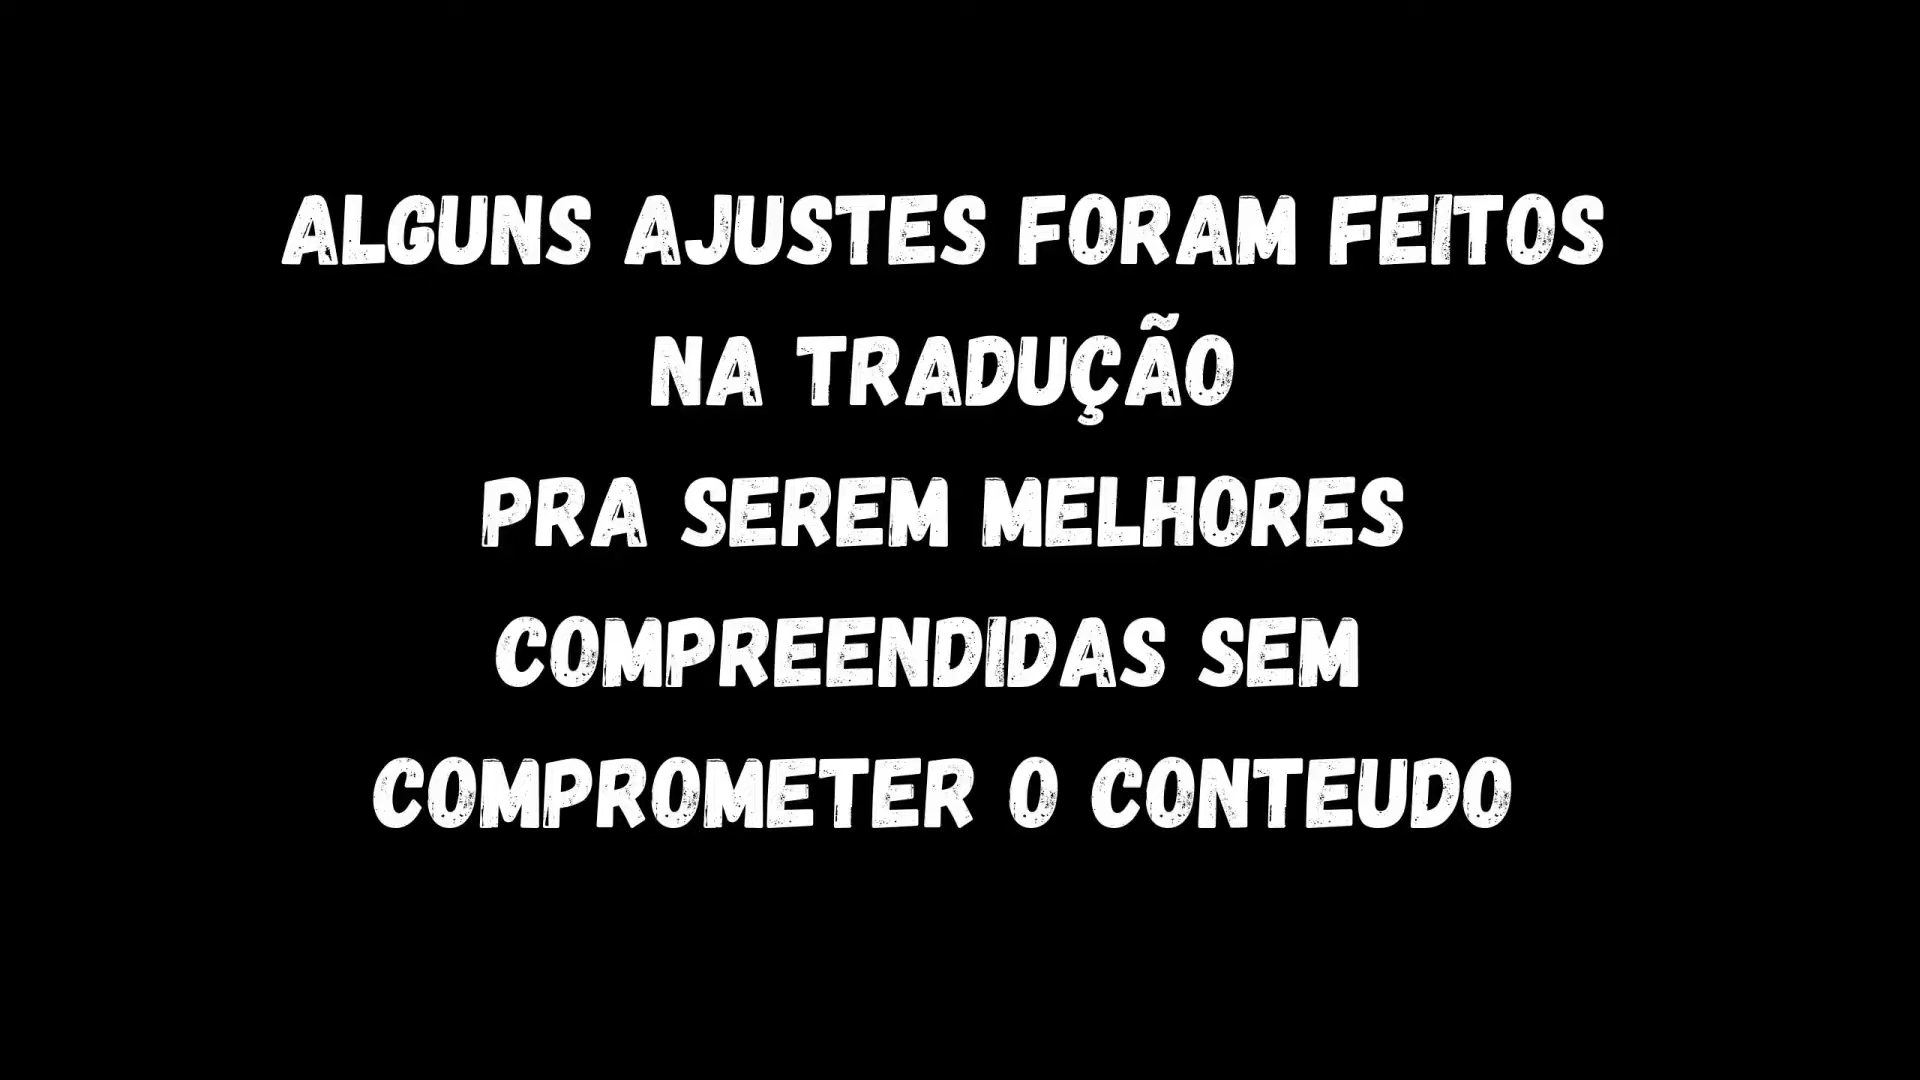 ALGUNS AJUSTES FORAM FEITOS
NA TRADUÇÃO
PRA SEREM MELHORES
COMPREENDIDAS SEM
COMPROMETER O CONTEUDO